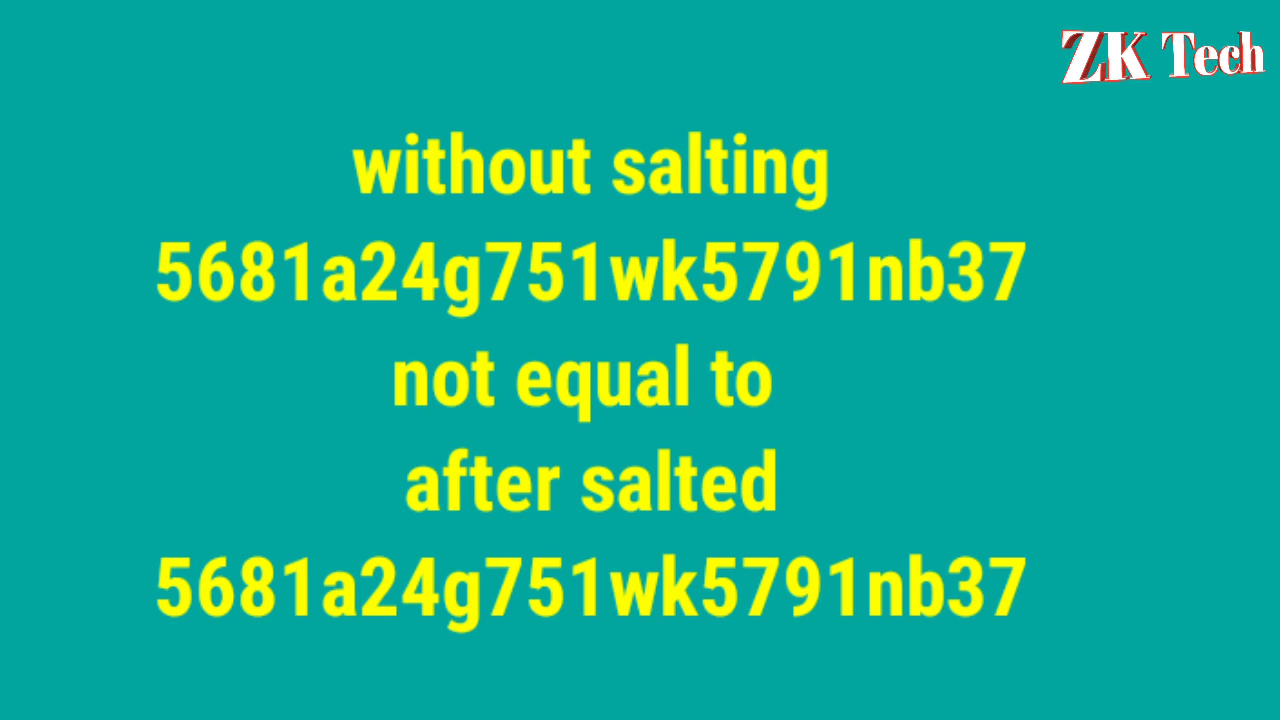 ZK Tech
without salting
5681a24g751wk5791nb37
not equal to
after salted
5681a24g751wk5791nb37